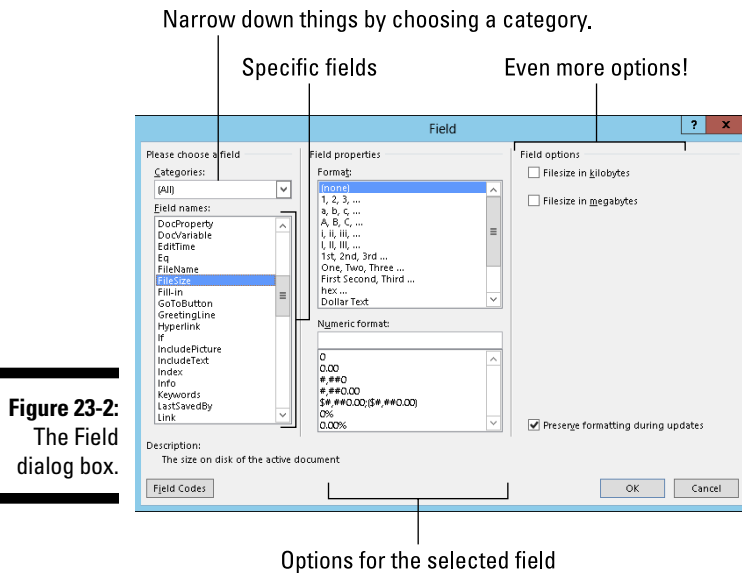 Narrow down things by choosing a category.
Specific fields
Even more options!
Field
?
x
Please choose a field
Categories:
(All)
Field names:
DocProperty
DocVariable
EditTime
Eq
FileName
FileSize
Fill-in
GoToButton
GreetingLine
Hyperlink
If
IncludePicture
IncludeText
Index
Info
Keywords
LastSavedBy
Link
Field properties
Format:
(none)
1, 2, 3, ...
a, b, c, ...
A, B, C, ...
i, ii, iii, ...
I, II, III, ...
1st, 2nd, 3rd ...
One, Two, Three ...
First Second, Third ...
hex ...
Dollar Text
Numeric format:
0
0.00
#,##0
#,##0.00
$#,##0.00;($#,##0.00)
0%
0.00%
Field options
Filesize in kilobytes
Filesize in megabytes
Preserve formatting during updates
Description:
The size on disk of the active document
Field Codes
OK
Cancel
Options for the selected field
Figure 23-2:
The Field
dialog box.